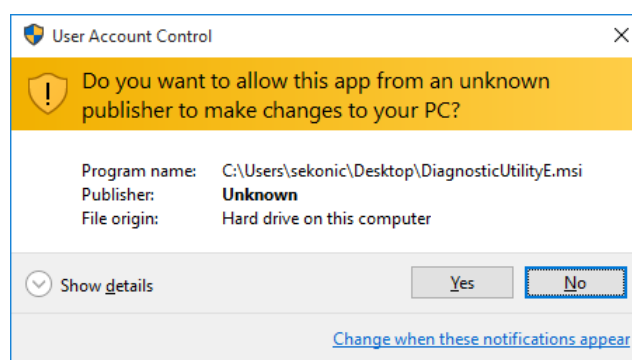 User Account Control
Do you want to allow this app from an unknown
publisher to make changes to your PC?
Program name: C:\Users\sekonic\Desktop\DiagnosticUtilityE.msi
Publisher: Unknown
File origin: Hard drive on this computer
Show details
Yes No
Change when these notifications appear